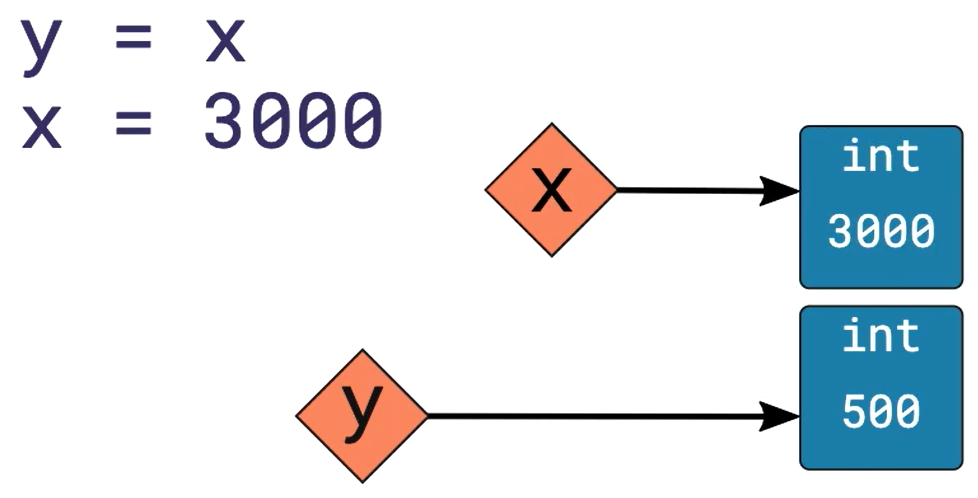 y = x
x = 3000
x
int
3000
y
int
500